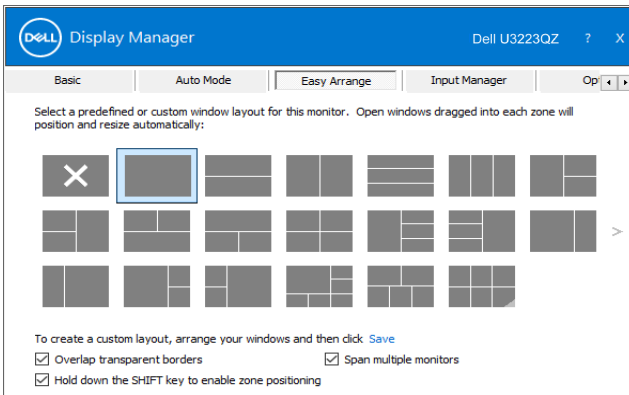 DELL Display Manager Dell U3223QZ ? X
Basic Auto Mode Easy Arrange Input Manager
Select a predefined or custom window layout for this monitor. Open windows dragged into each zone will
position and resize automatically:
>
To create a custom layout, arrange your windows and then click Save
Overlap transparent borders Span multiple monitors
Hold down the SHIFT key to enable zone positioning